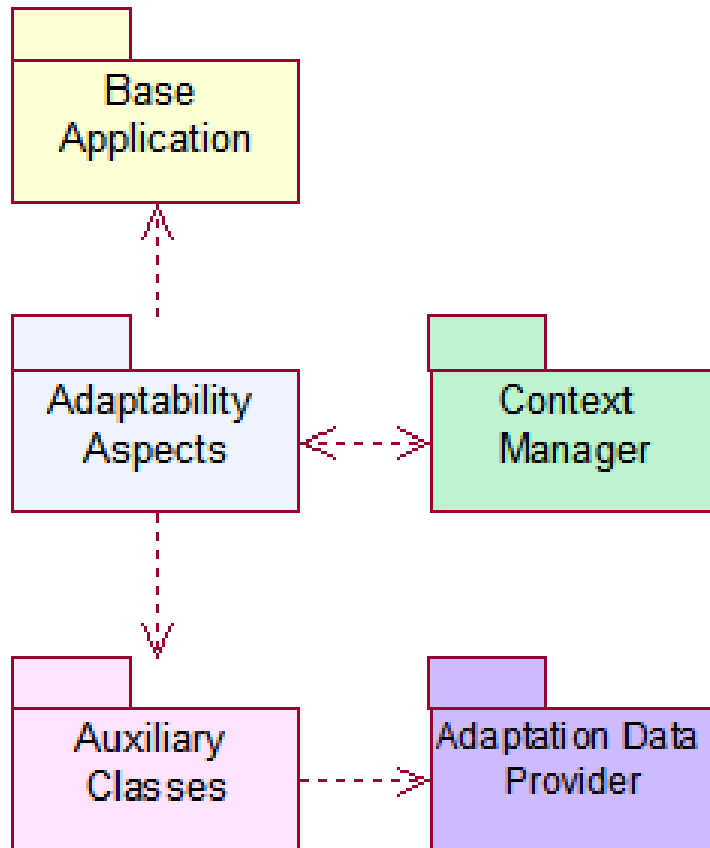 Base
Application
Adaptability
Aspects
Context
Manager
Auxiliary
Classes
Adaptation Data
Provider